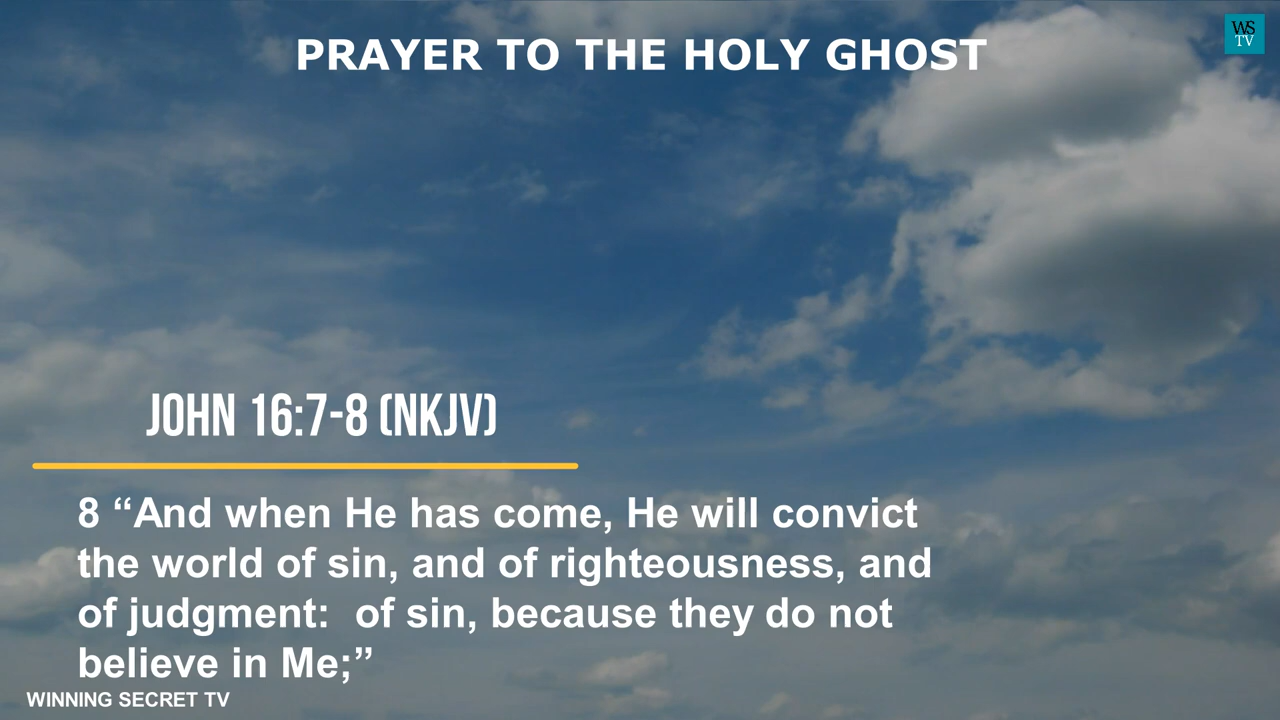 PRAYER TO THE HOLY GHOST
WS
TV
JOHN 16:7-8 (NKJV)
8 “And when He has come, He will convict
the world of sin, and of righteousness, and
of judgment:  of sin, because they do not
believe in Me;”
WINNING SECRET TV